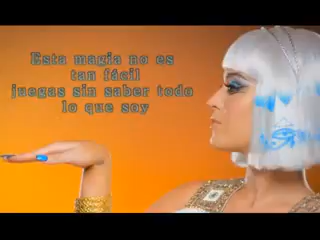 Esta magia no es
tan fácil
juegas sin saber todo
lo que soy